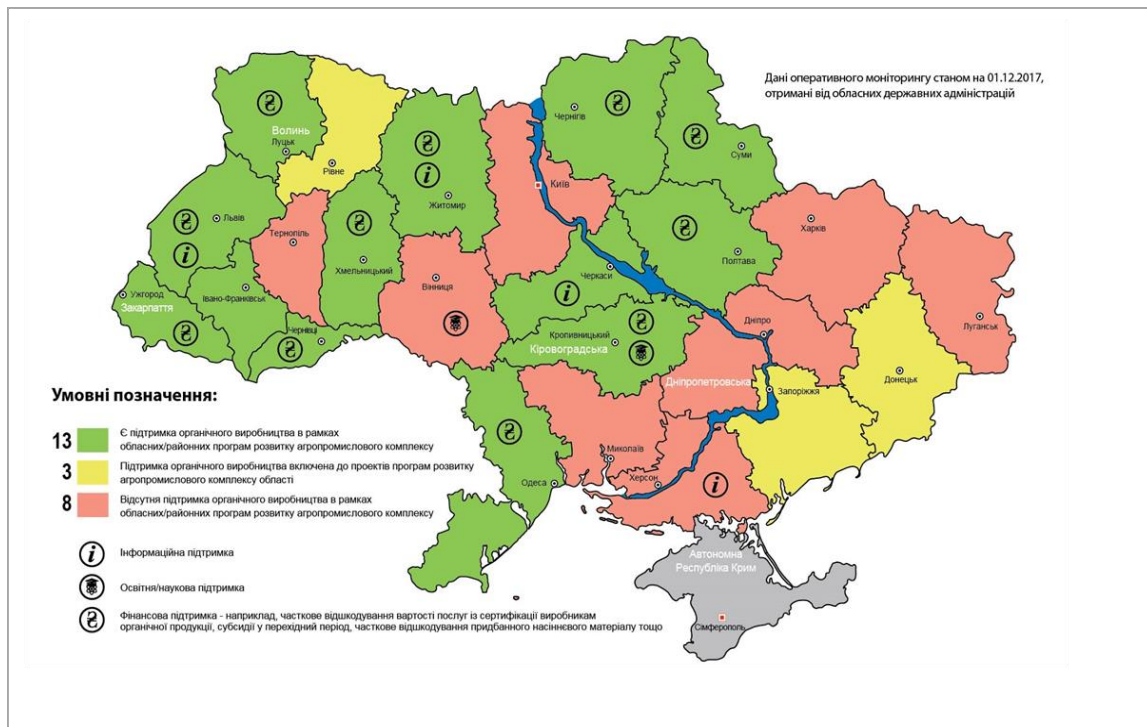 Дані оперативного моніторингу станом на 01.12.2017,
отримані від обласних державних адміністрацій
Чернігів
Волинь
Луцьк
Суми
Рівне
Київ
Житомир
Львів
Харків
Тернопіль
Полтава
Хмельницький
Черкаси
Вінниця
Ужгород
Івано-Франківськ
Закарпаття
Луганськ
Чернівці
Кропивницький
Дніпро
Кіровоградська
Донецьк
Дніпропетровська
Запоріжжя
Миколаїв
Одеса
Херсон
Автономна
Республіка Крим
Сімферополь
Умовні позначення:
13 Є підтримка органічного виробництва в рамках
обласних/районних програм розвитку агропромислового комплексу
3 Підтримка органічного виробництва включена до проектів програм розвитку
агропромислового комплексу області
8 Відсутня підтримка органічного виробництва в рамках
обласних/районних програм розвитку агропромислового комплексу
i Інформаційна підтримка
Освітня/наукова підтримка
₴ Фінансова підтримка - наприклад, часткове відшкодування вартості послуг із сертифікації виробникам
органічної продукції, субсидії у перехідний період, часткове відшкодування придбанного насіннєвого матеріалу тощо